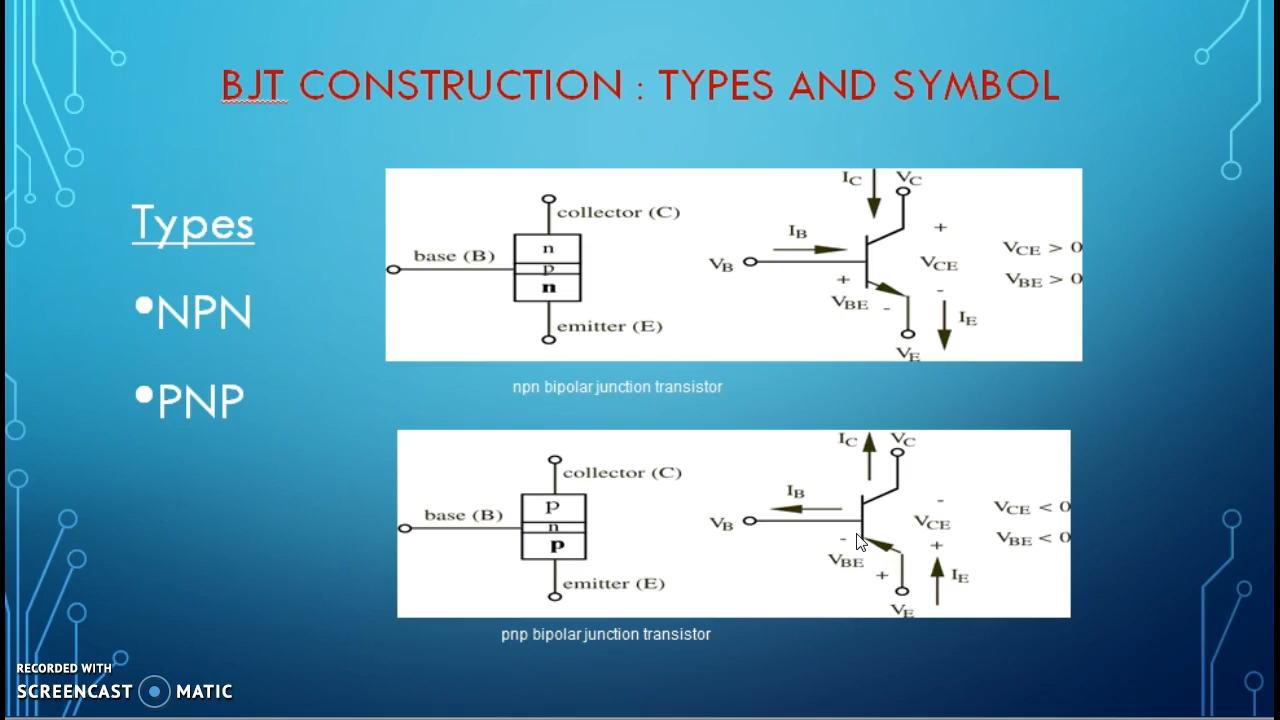 BJT CONSTRUCTION : TYPES AND SYMBOL
Types
•NPN
•PNP
collector (C)
base (B)
n
p
n
emitter (E)
IC
VC
IB
VB
+
VCE
-
+
VBE
-
IE
VE
VCE > 0
VBE > 0
npn bipolar junction transistor
collector (C)
base (B)
p
n
p
emitter (E)
IC
VC
IB
VB
-
VCE
+
-
VBE
+
IE
VE
VCE < 0
VBE < 0
pnp bipolar junction transistor
RECORDED WITH
SCREENCAST MATIC